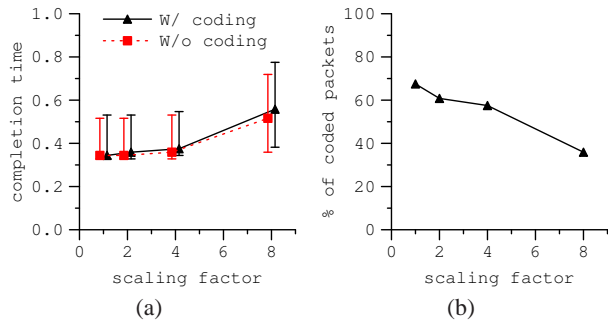 W/ coding
W/o coding
completion time
1.0
0.8
0.6
0.4
0.2
0.0
0 2 4 6 8
scaling factor
(a)
% of coded packets
100
80
60
40
20
0
0 2 4 6 8
scaling factor
(b)